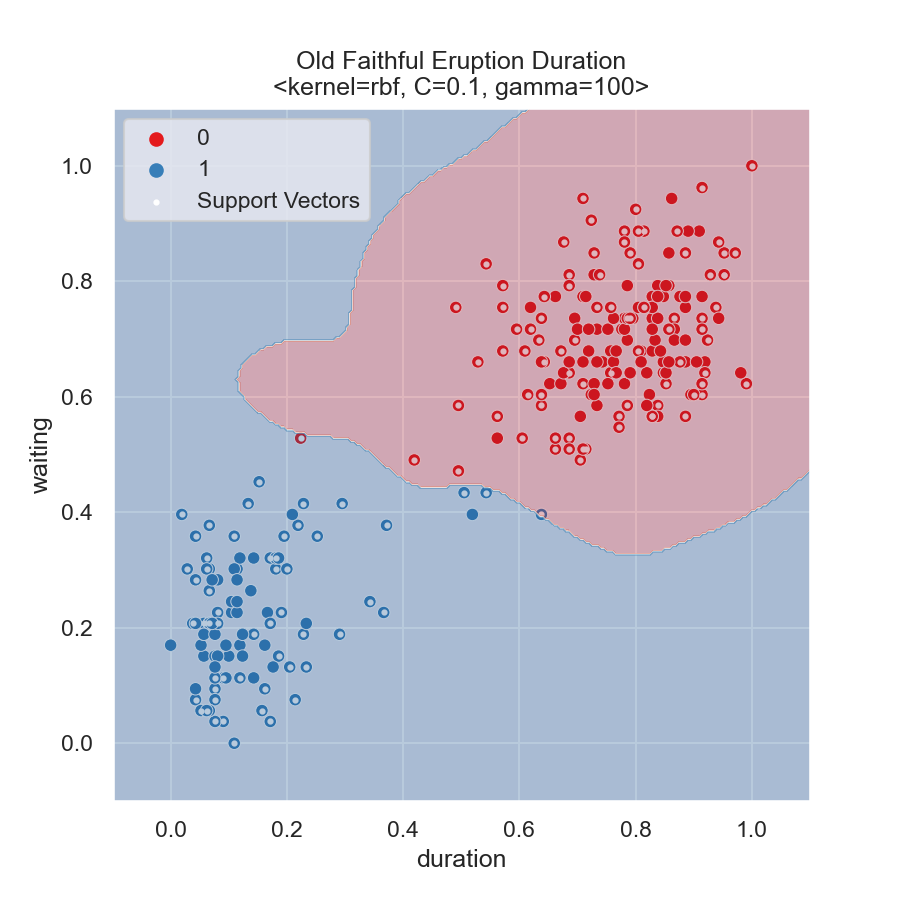 Old Faithful Eruption Duration
<kernel=rbf, C=0.1, gamma=100>
0
1
Support Vectors
1.0
0.8
0.6
0.4
0.2
0.0
waiting
0.0 0.2 0.4 0.6 0.8 1.0
duration